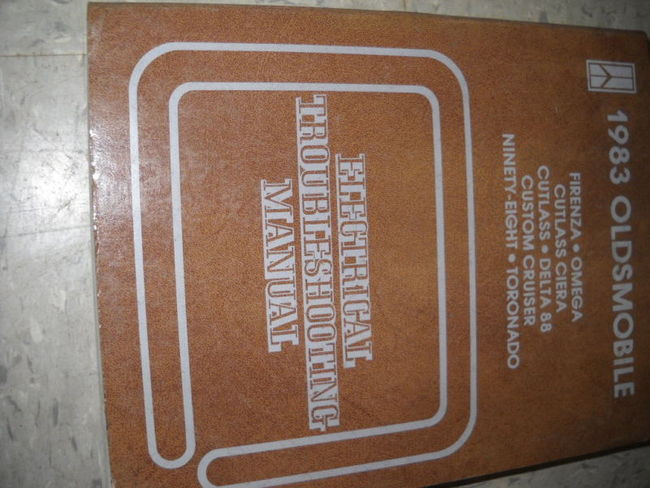 1983 OLDSMOBILE
FIRENZA • OMEGA
CUTLASS CIERA
CUTLASS • DELTA 88
CUSTOM CRUISER
NINETY-EIGHT • TORONADO
ELECTRICAL
TROUBLESHOOTING
MANUAL